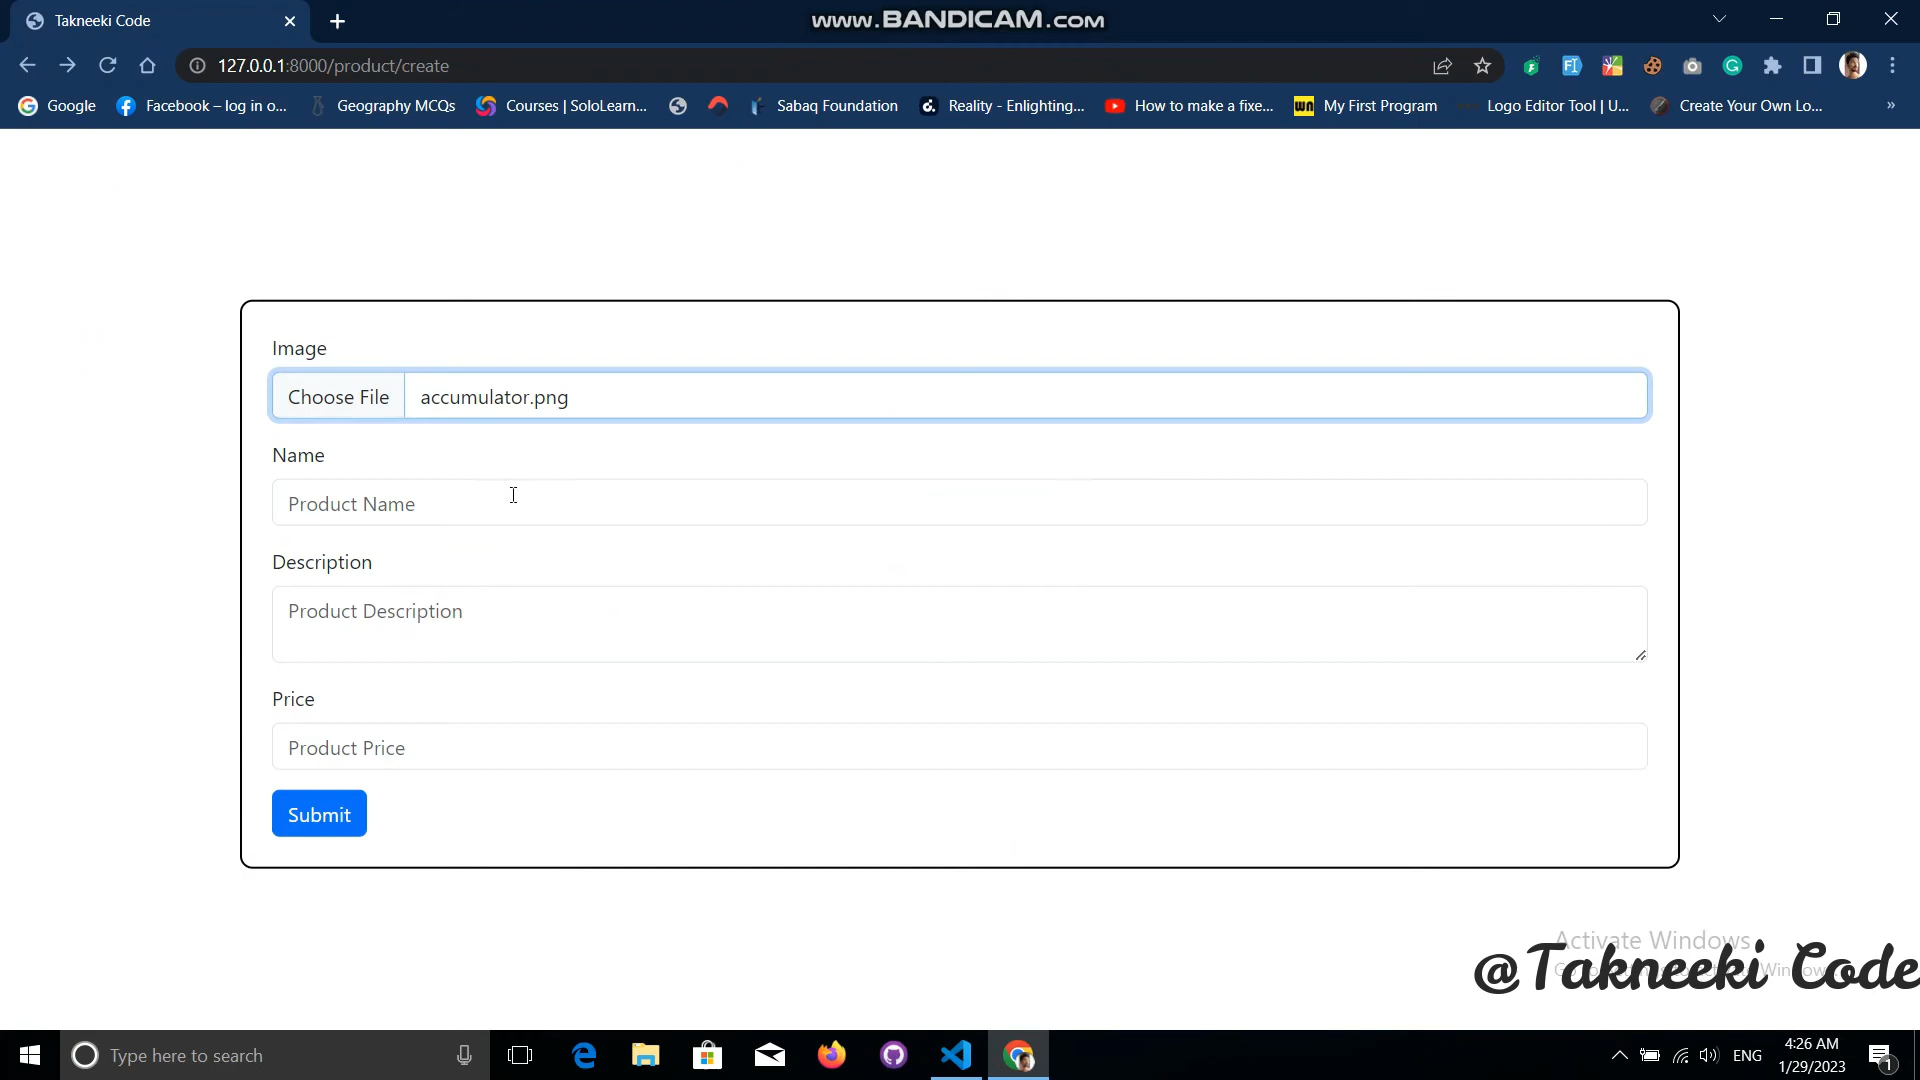 Takneeki Code
www.BANDICAM.com
127.0.0.1:8000/product/create
Google
Facebook – log in o...
Geography MCQs
Courses | SoloLearn...
Sabaq Foundation
Reality - Enlighting...
How to make a fixe...
My First Program
Logo Editor Tool | U...
Create Your Own Lo...
»
Image
Choose File
accumulator.png
Name
Product Name
Description
Product Description
Price
Product Price
Submit
Activate Windows
@Takneeki Code
Type here to search
ENG
4:26 AM
1/29/2023
1